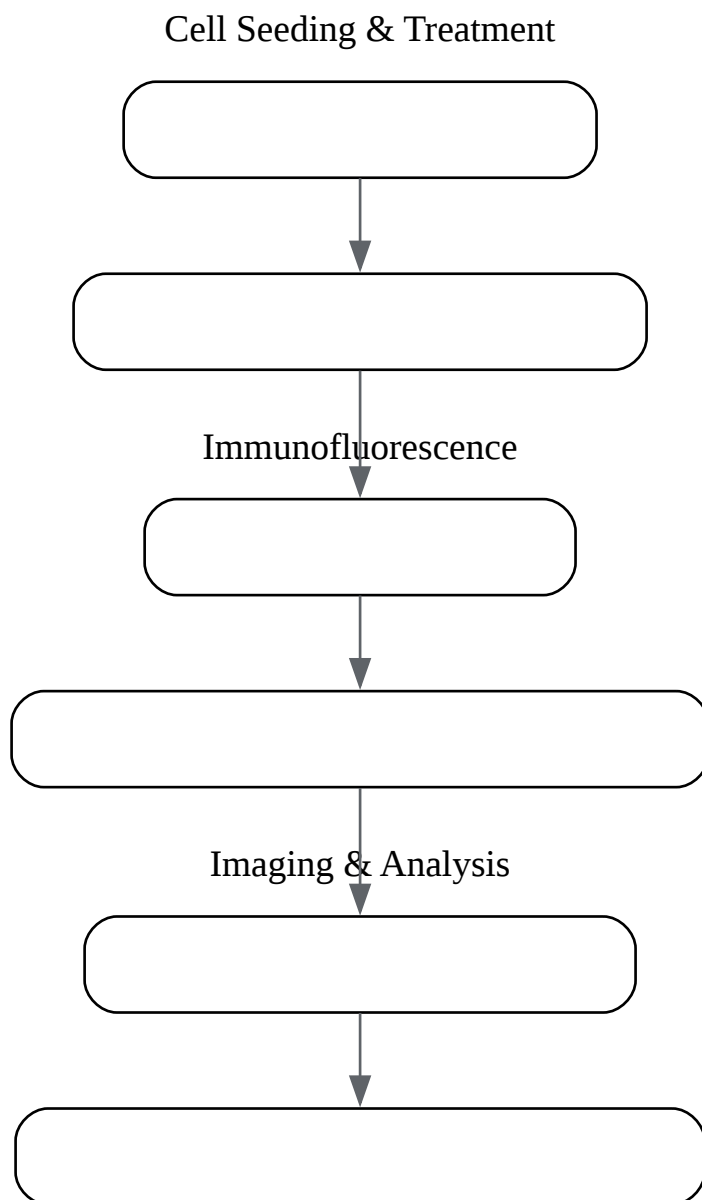 Cell Seeding & Treatment
Immunofluorescence
Imaging & Analysis